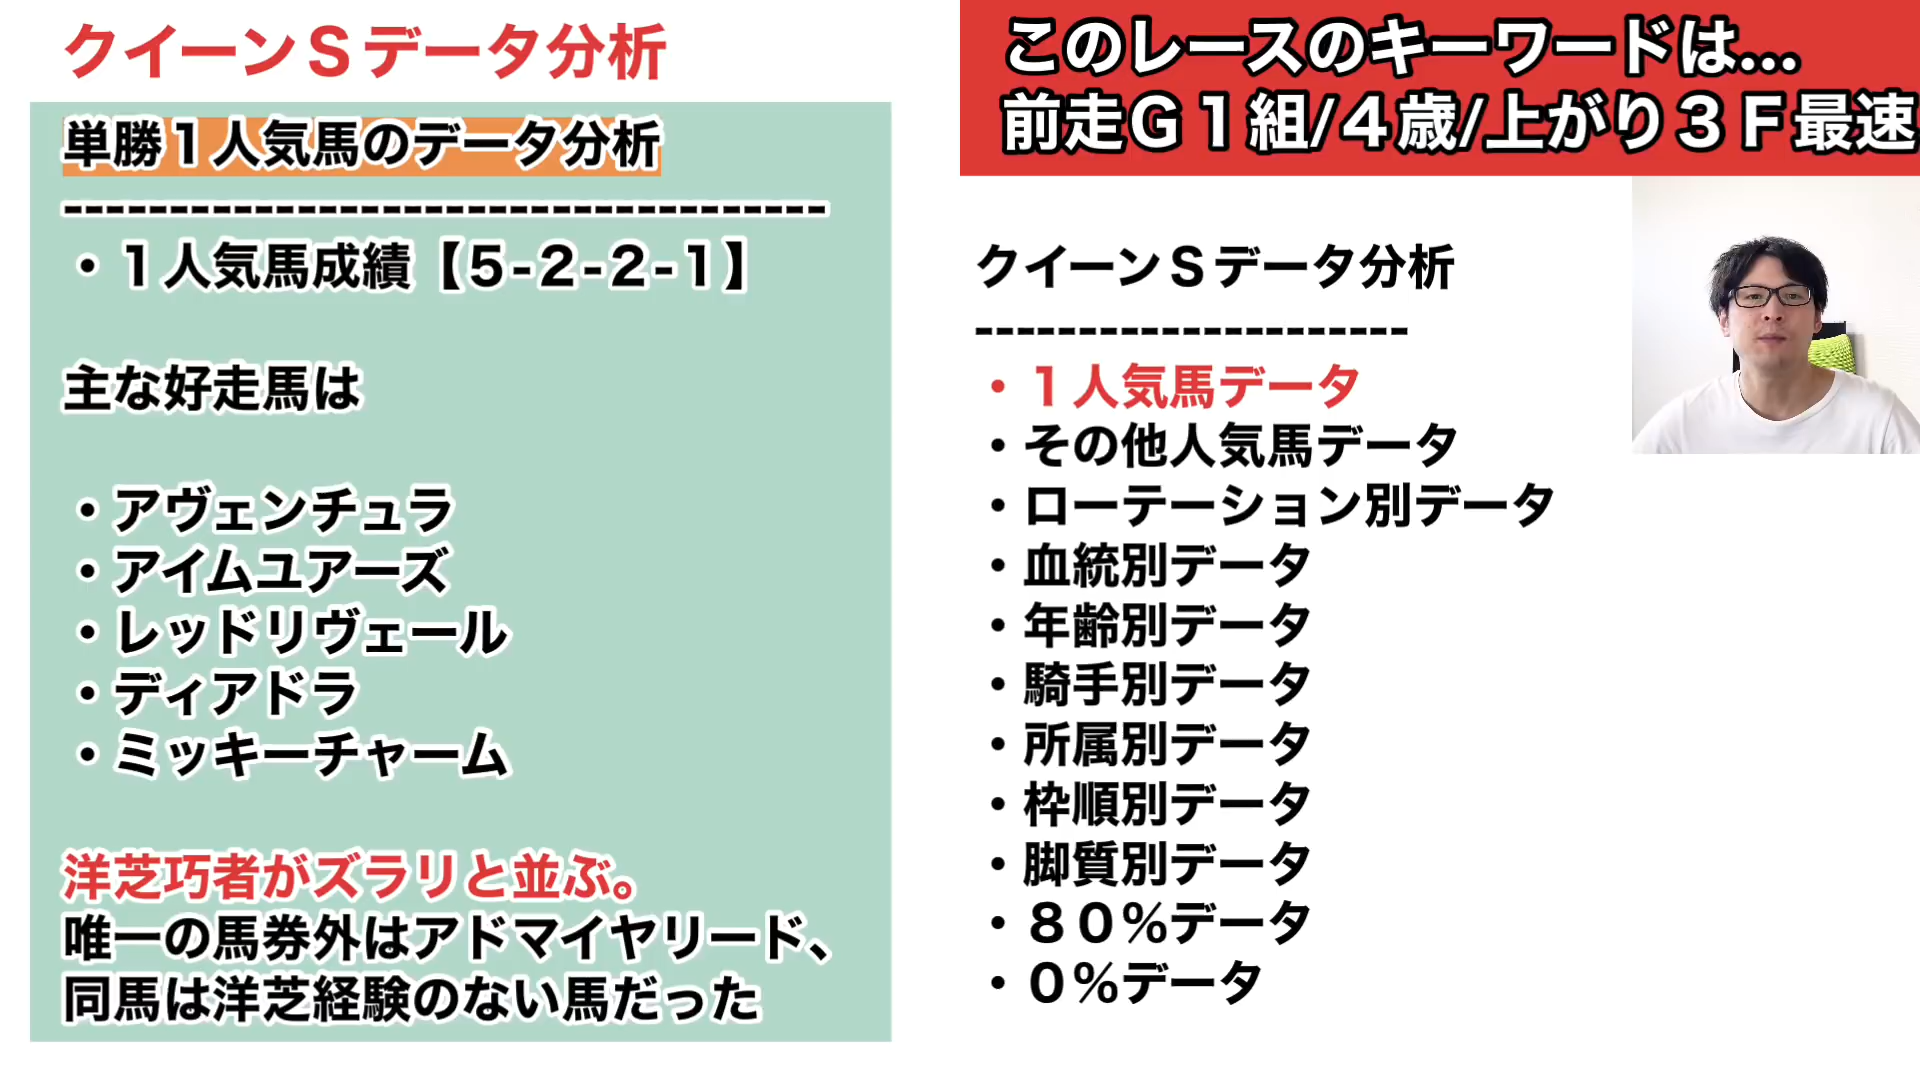 クイーンＳデータ分析
単勝１人気馬のデータ分析
------------------------------------
・１人気馬成績【５-２-２-１】
主な好走馬は
・アヴェンチュラ
・アイムユアーズ
・レッドリヴェール
・ディアドラ
・ミッキーチャーム
洋芝巧者がズラリと並ぶ。
唯一の馬券外はアドマイヤリード、
同馬は洋芝経験のない馬だった
このレースのキーワードは...
前走Ｇ１組/４歳/上がり３Ｆ最速
クイーンＳデータ分析
---------------------
・１人気馬データ
・その他人気馬データ
・ローテーション別データ
・血統別データ
・年齢別データ
・騎手別データ
・所属別データ
・枠順別データ
・脚質別データ
・８０％データ
・０％データ